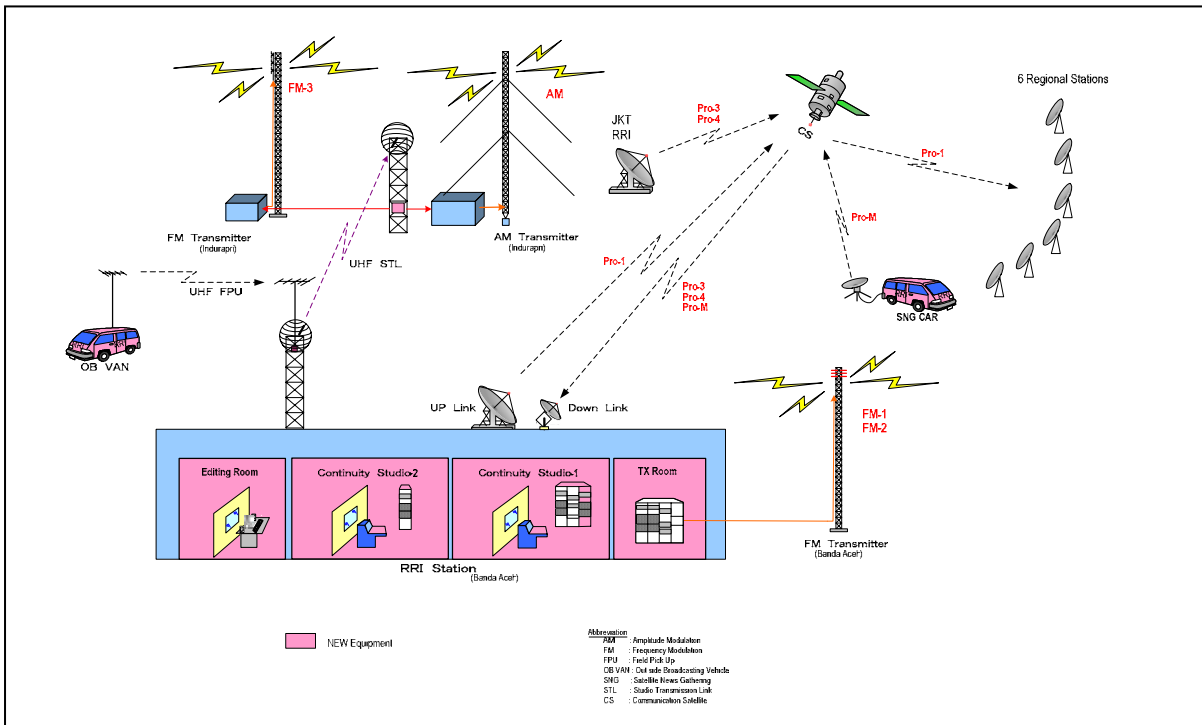 FM-3
AM
6 Regional Stations
JKT
RRI
Pro-3
Pro-4
CS
Pro-1
Pro-M
FM Transmitter
(Indurapri)
AM Transmitter
(Indurapri)
UHF STL
UHF FPU
OB VAN
Pro-1
Pro-3
Pro-4
Pro-M
SNG CAR
UP Link
Down Link
FM-1
FM-2
Editing Room
Continuity Studio-2
Continuity Studio-1
TX Room
FM Transmitter
(Banda Aceh)
RRI Station
(Banda Aceh)
NEW Equipment
Abbreviation
AM : Amplitude Modulation
FM : Frequency Modulation
FPU : Field Pick Up
OB VAN : Out side Broadcasting Vehicle
SNG : Satellite News Gathering
STL : Studio Transmission Link
CS : Communication Satellite